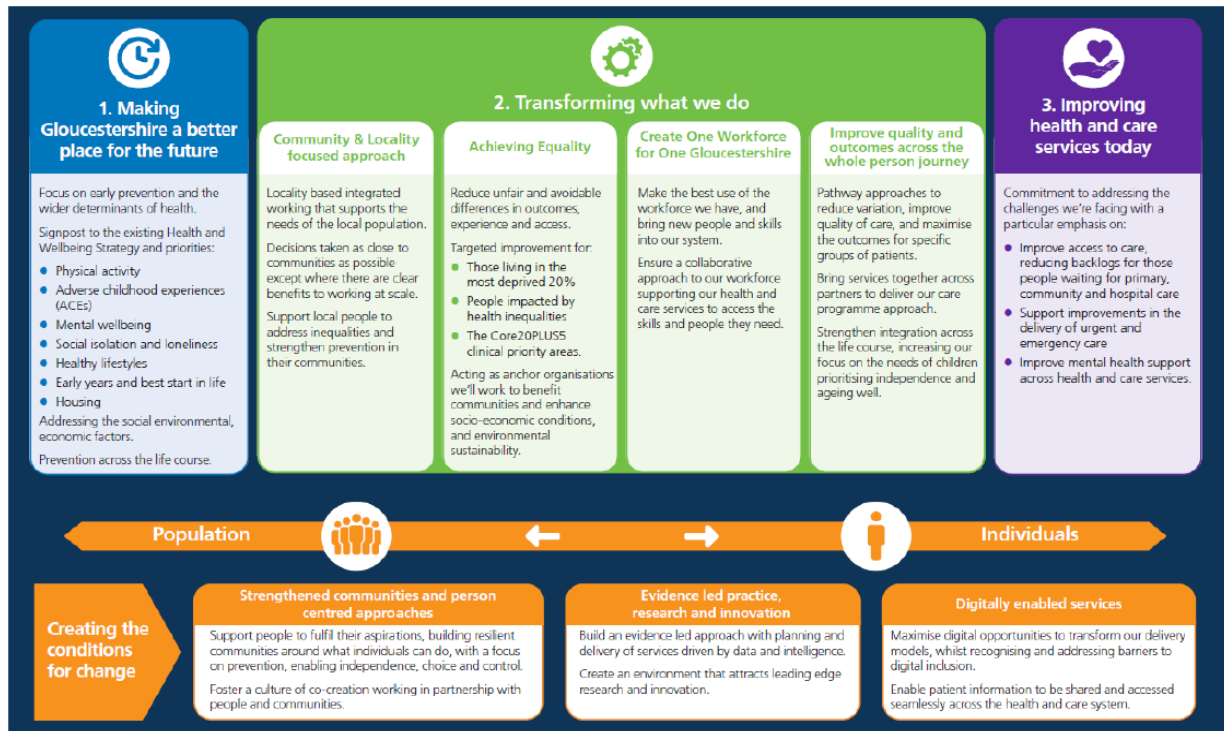 1. Making
Gloucestershire a better
place for the future
Focus on early prevention and the
wider determinants of health.
Signpost to the existing Health and
Wellbeing Strategy and priorities:
● Physical activity
● Adverse childhood experiences
(ACEs)
● Mental wellbeing
● Social isolation and loneliness
● Healthy lifestyles
● Early years and best start in life
● Housing
Addressing the social environmental,
economic factors.
Prevention across the life course.
2. Transforming what we do
Community & Locality
focused approach
Locality based integrated
working that supports the
needs of the local population.
Decisions taken as close to
communities as possible
except where there are clear
benefits to working at scale.
Support local people to
address inequalities and
strengthen prevention in
their communities.
Achieving Equality
Reduce unfair and avoidable
differences in outcomes,
experience and access.
Targeted improvement for:
● Those living in the
most deprived 20%
● People impacted by
health inequalities
● The Core20PLUS5
clinical priority areas.
Acting as anchor organisations
we'll work to benefit
communities and enhance
socio-economic conditions,
and environmental
sustainability.
Create One Workforce
for One Gloucestershire
Make the best use of the
workforce we have, and
bring new people and skills
into our system.
Ensure a collaborative
approach to our workforce
supporting our health and
care services to access the
skills and people they need.
Improve quality and
outcomes across the
whole person journey
Pathway approaches to
reduce variation, improve
quality of care, and maximise
the outcomes for specific
groups of patients.
Bring services together across
partners to deliver our care
programme approach.
Strengthen integration across
the life course, increasing our
focus on the needs of children
prioritising independence and
ageing well.
3. Improving
health and care
services today
Commitment to addressing the
challenges we're facing with a
particular emphasis on:
● Improve access to care,
reducing backlogs for those
people waiting for primary,
community and hospital care
● Support improvements in the
delivery of urgent and
emergency care
● Improve mental health support
across health and care services.
Population
Individuals
Creating the
conditions
for change
Strengthened communities and person
centred approaches
Support people to fulfil their aspirations, building resilient
communities around what individuals can do, with a focus
on prevention, enabling independence, choice and control.
Foster a culture of co-creation working in partnership with
people and communities.
Evidence led practice,
research and innovation
Build an evidence led approach with planning and
delivery of services driven by data and intelligence.
Create an environment that attracts leading edge
research and innovation.
Digitally enabled services
Maximise digital opportunities to transform our delivery
models, whilst recognising and addressing barriers to
digital inclusion.
Enable patient information to be shared and accessed
seamlessly across the health and care system.